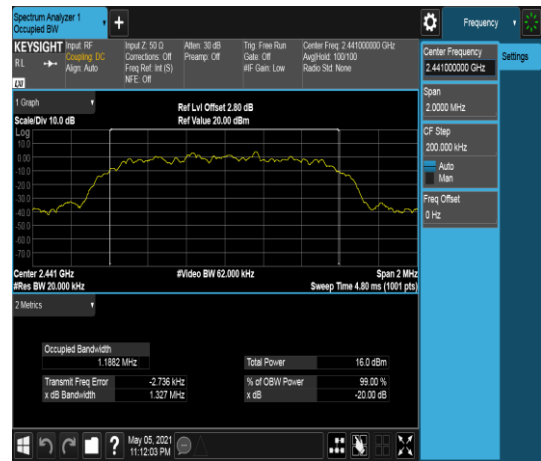 Spectrum Analyzer 1
Occupied BW
+
Frequency
KEYSIGHT
Input: RF
Coupling: DC
Align: Auto
Input Z: 50 Ω
Corrections: Off
Freq Ref: Int (S)
NFE: Off
Atten: 30 dB
Preamp: Off
Trig: Free Run
Gate: Off
#IF Gain: Low
Center Freq: 2.441000000 GHz
Avg|Hold: 100/100
Radio Std: None
RL
LXI
Center Frequency
2.441000000 GHz
Settings
Span
2.0000 MHz
CF Step
200.000 kHz
Auto
Man
Freq Offset
0 Hz
1 Graph
Scale/Div 10.0 dB
Ref Lvl Offset 2.80 dB
Ref Value 20.00 dBm
Log
10.0
0.00
-10.0
-20.0
-30.0
-40.0
-50.0
-60.0
-70.0
Center 2.441 GHz
#Res BW 20.000 kHz
#Video BW 62.000 kHz
Span 2 MHz
Sweep Time 4.80 ms (1001 pts)
2 Metrics
Occupied Bandwidth
1.1882 MHz
Total Power
16.0 dBm
Transmit Freq Error
-2.736 kHz
% of OBW Power
99.00 %
x dB Bandwidth
1.327 MHz
x dB
-20.00 dB
?
May 05, 2021
11:12:03 PM